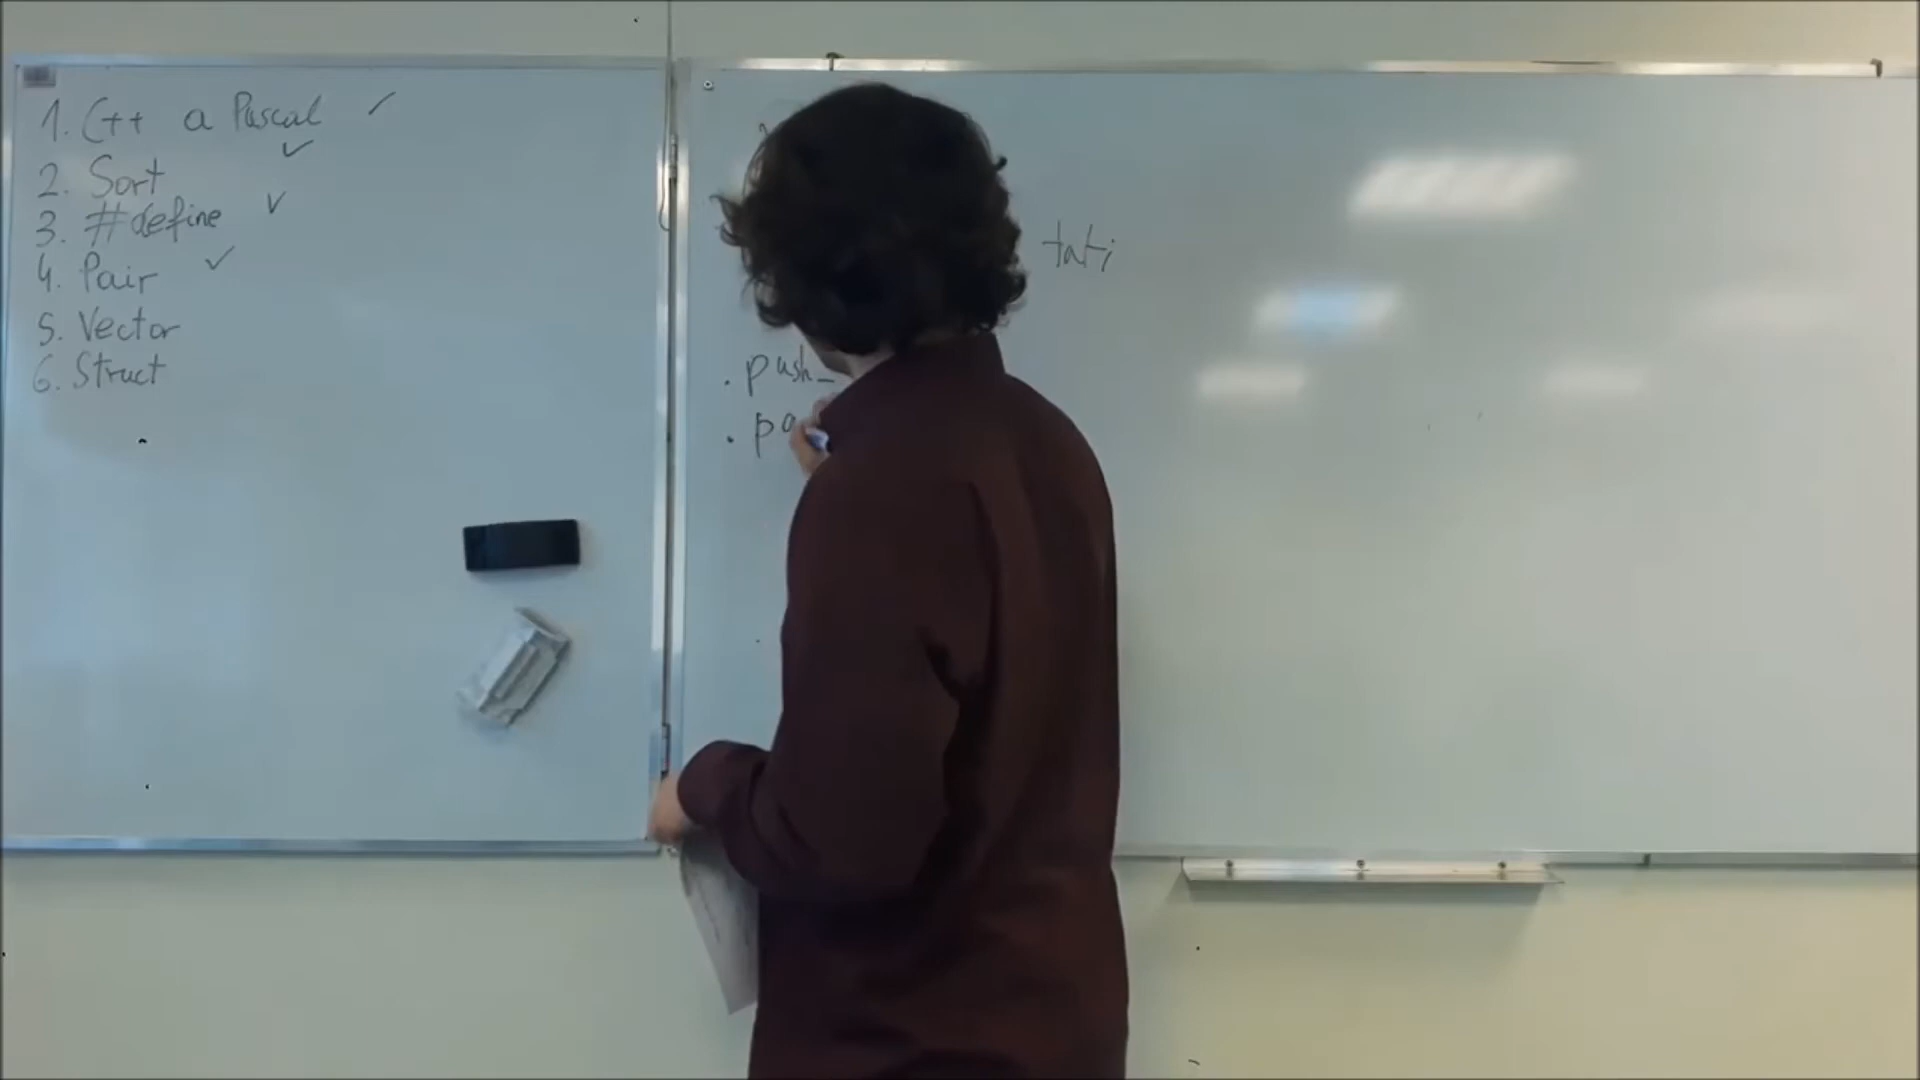 1. C++ a Pascal ✓
2. Sort ✓
3. #define ✓
4. Pair ✓
5. Vector
6. Struct
tati
. push_
. po